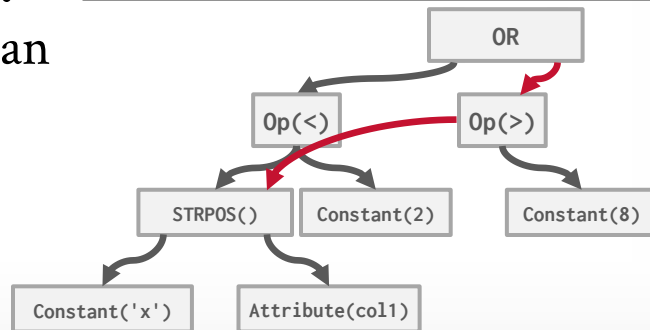 OR
an
Op(<)
Op(>)
STRPOS()
Constant(2)
Constant(8)
Constant('x')
Attribute(col1)